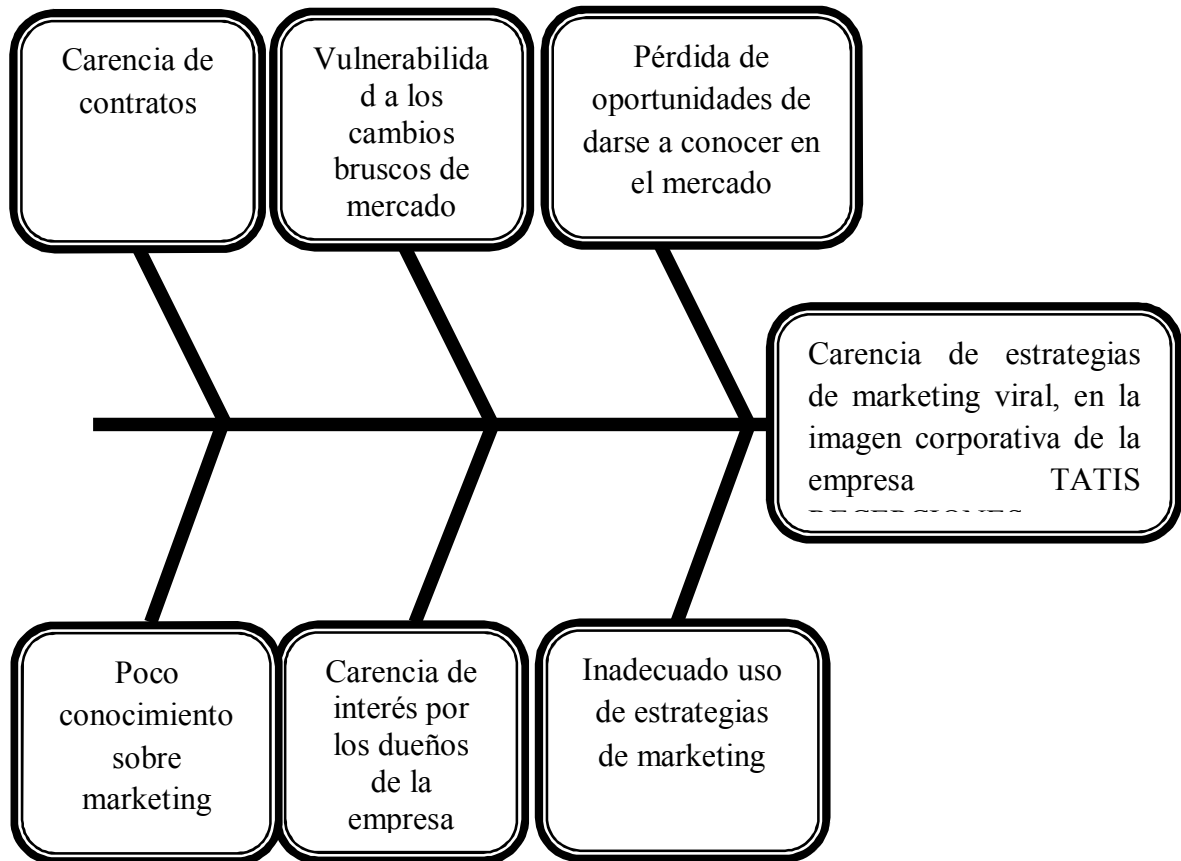 Carencia de
contratos
Vulnerabilida
d a los
cambios
bruscos de
mercado
Pérdida de
oportunidades de
darse a conocer en
el mercado
Carencia de estrategias
de marketing viral, en la
imagen corporativa de la
empresa TATIS
Poco
conocimiento
sobre
marketing
Carencia de
interés por
los dueños
de la
empresa
Inadecuado uso
de estrategias
de marketing